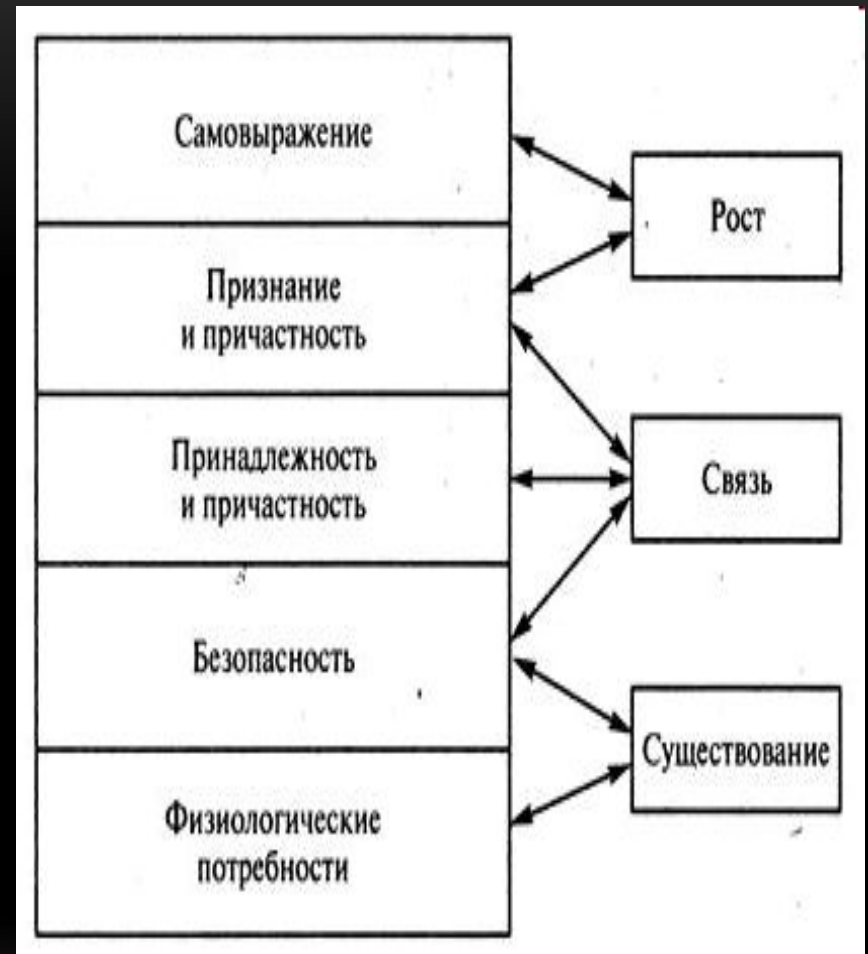 Самовыражение
Признание
и причастность
Принадлежность
и причастность
Безопасность
Физиологические
потребности
Рост
Связь
Существование